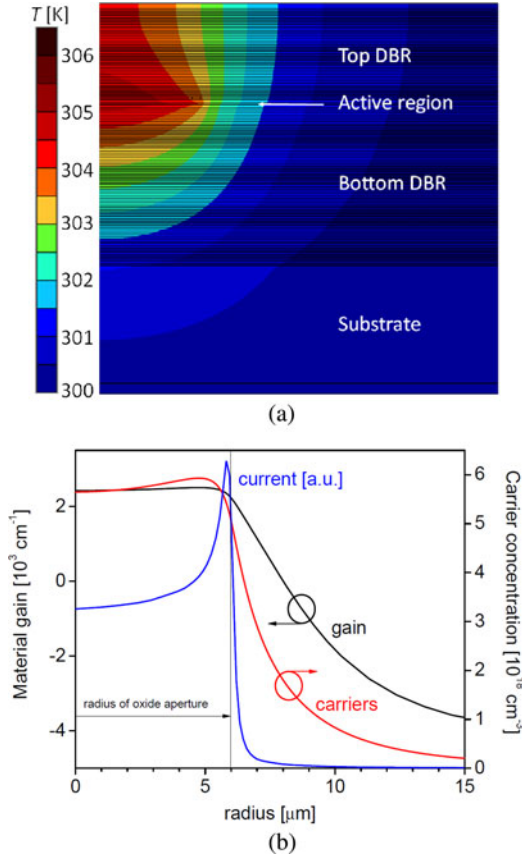 T [K]
306
305
304
303
302
301
300
Top DBR
Active region
Bottom DBR
Substrate
(a)
Material gain [10³ cm⁻¹]
2
0
-2
-4
current [a.u.]
gain
carriers
radius of oxide aperture
6
5
4
3
2
1
0
Carrier concentration [10¹⁸ cm⁻³]
0
5
10
15
radius [μm]
(b)